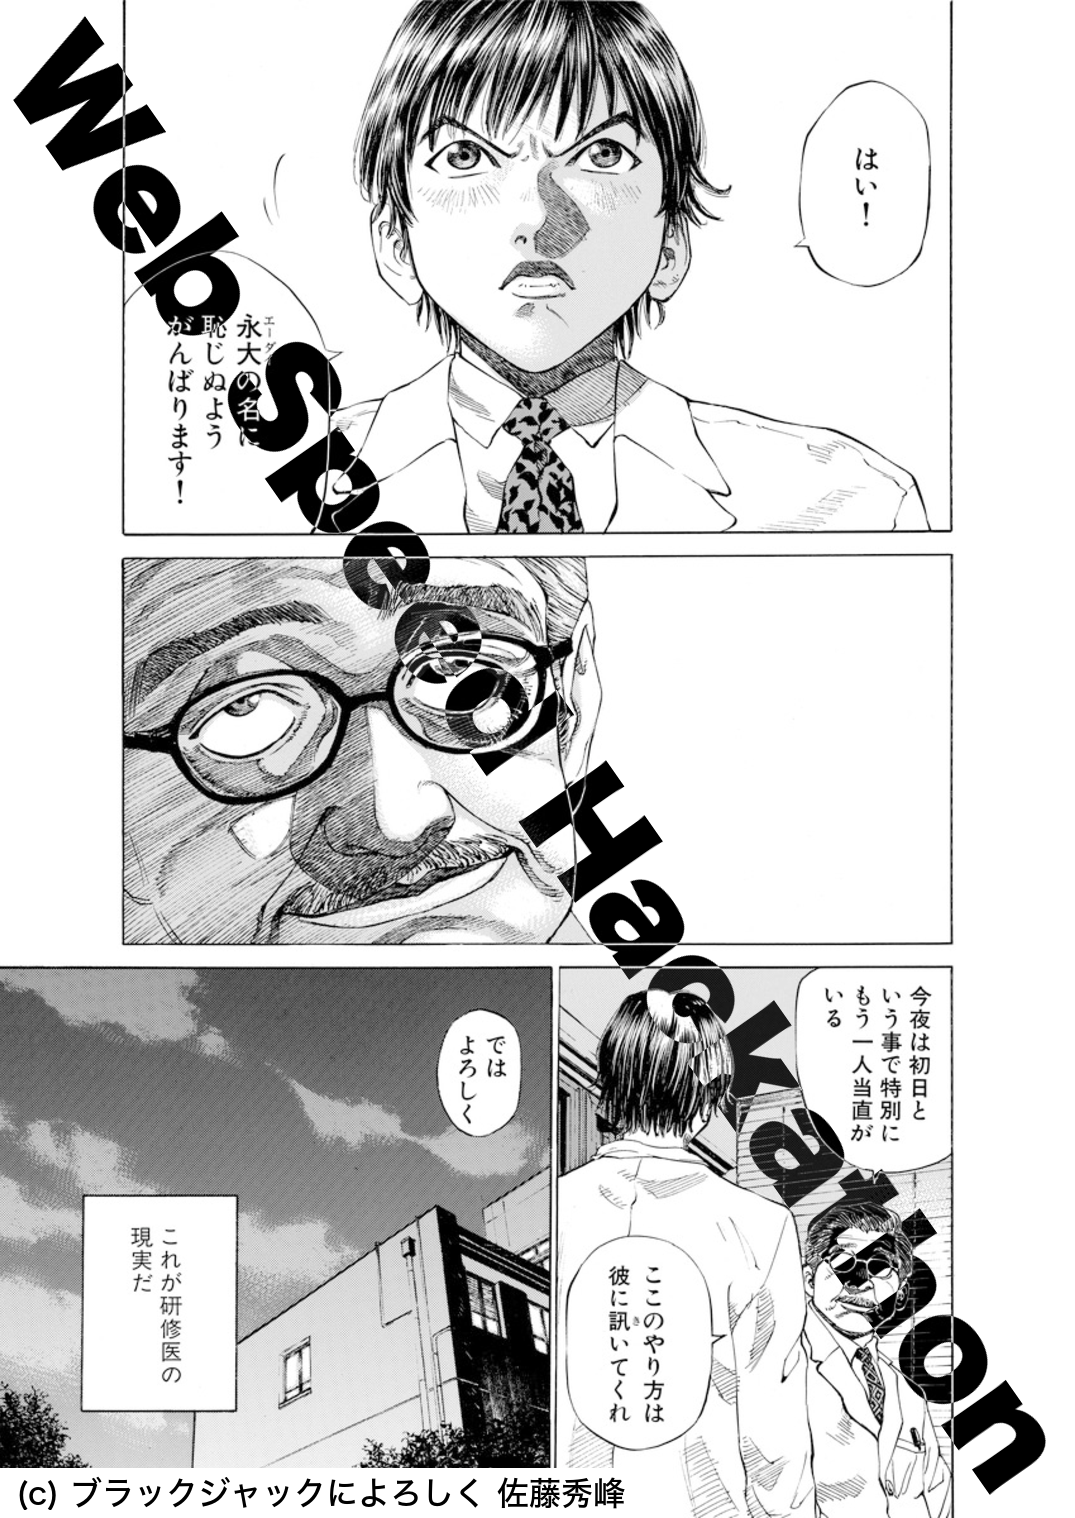 はい！
永大の名に
エーダイ
恥じぬよう
がんばります！
今夜は初日と
いう事で特別に
もう一人当直が
いる
ここのやり方は
彼に訊いてくれ
き
では
よろしく
これが研修医の
現実だ
Web Speed Hackathon
(c) ブラックジャックによろしく 佐藤秀峰